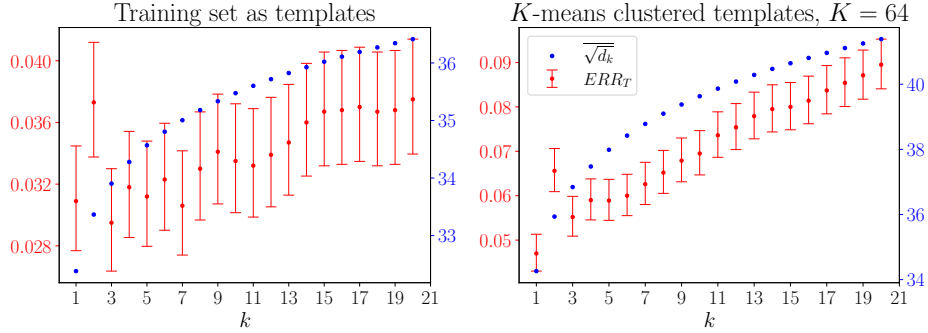 Training set as templates
0.040
0.036
0.032
0.028
36
35
34
33
1 3 5 7 9 11 13 15 17 19 21
k
K-means clustered templates, K = 64
√d_k
ERR_T
0.09
0.08
0.07
0.06
0.05
40
38
36
34
1 3 5 7 9 11 13 15 17 19 21
k